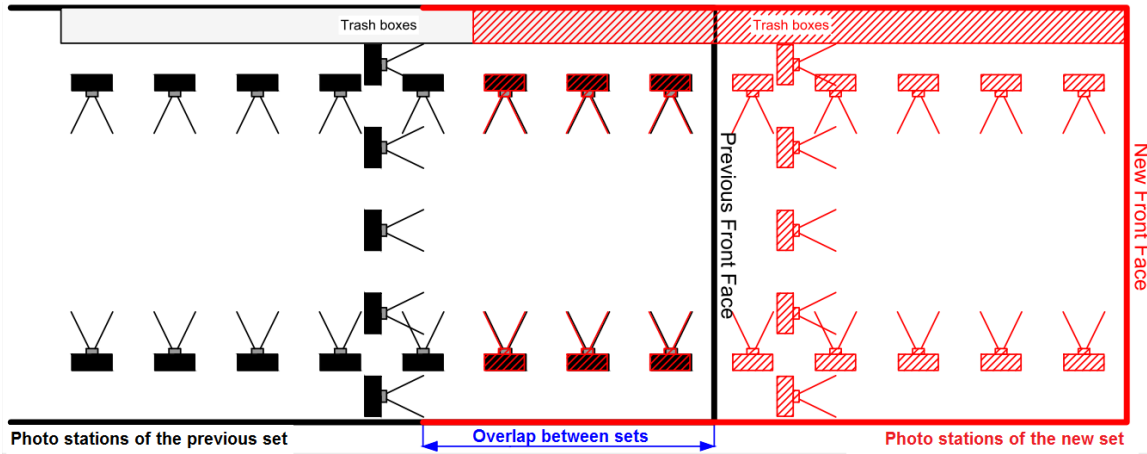 Trash boxes
Trash boxes
Previous Front Face
New Front Face
Photo stations of the previous set
Overlap between sets
Photo stations of the new set